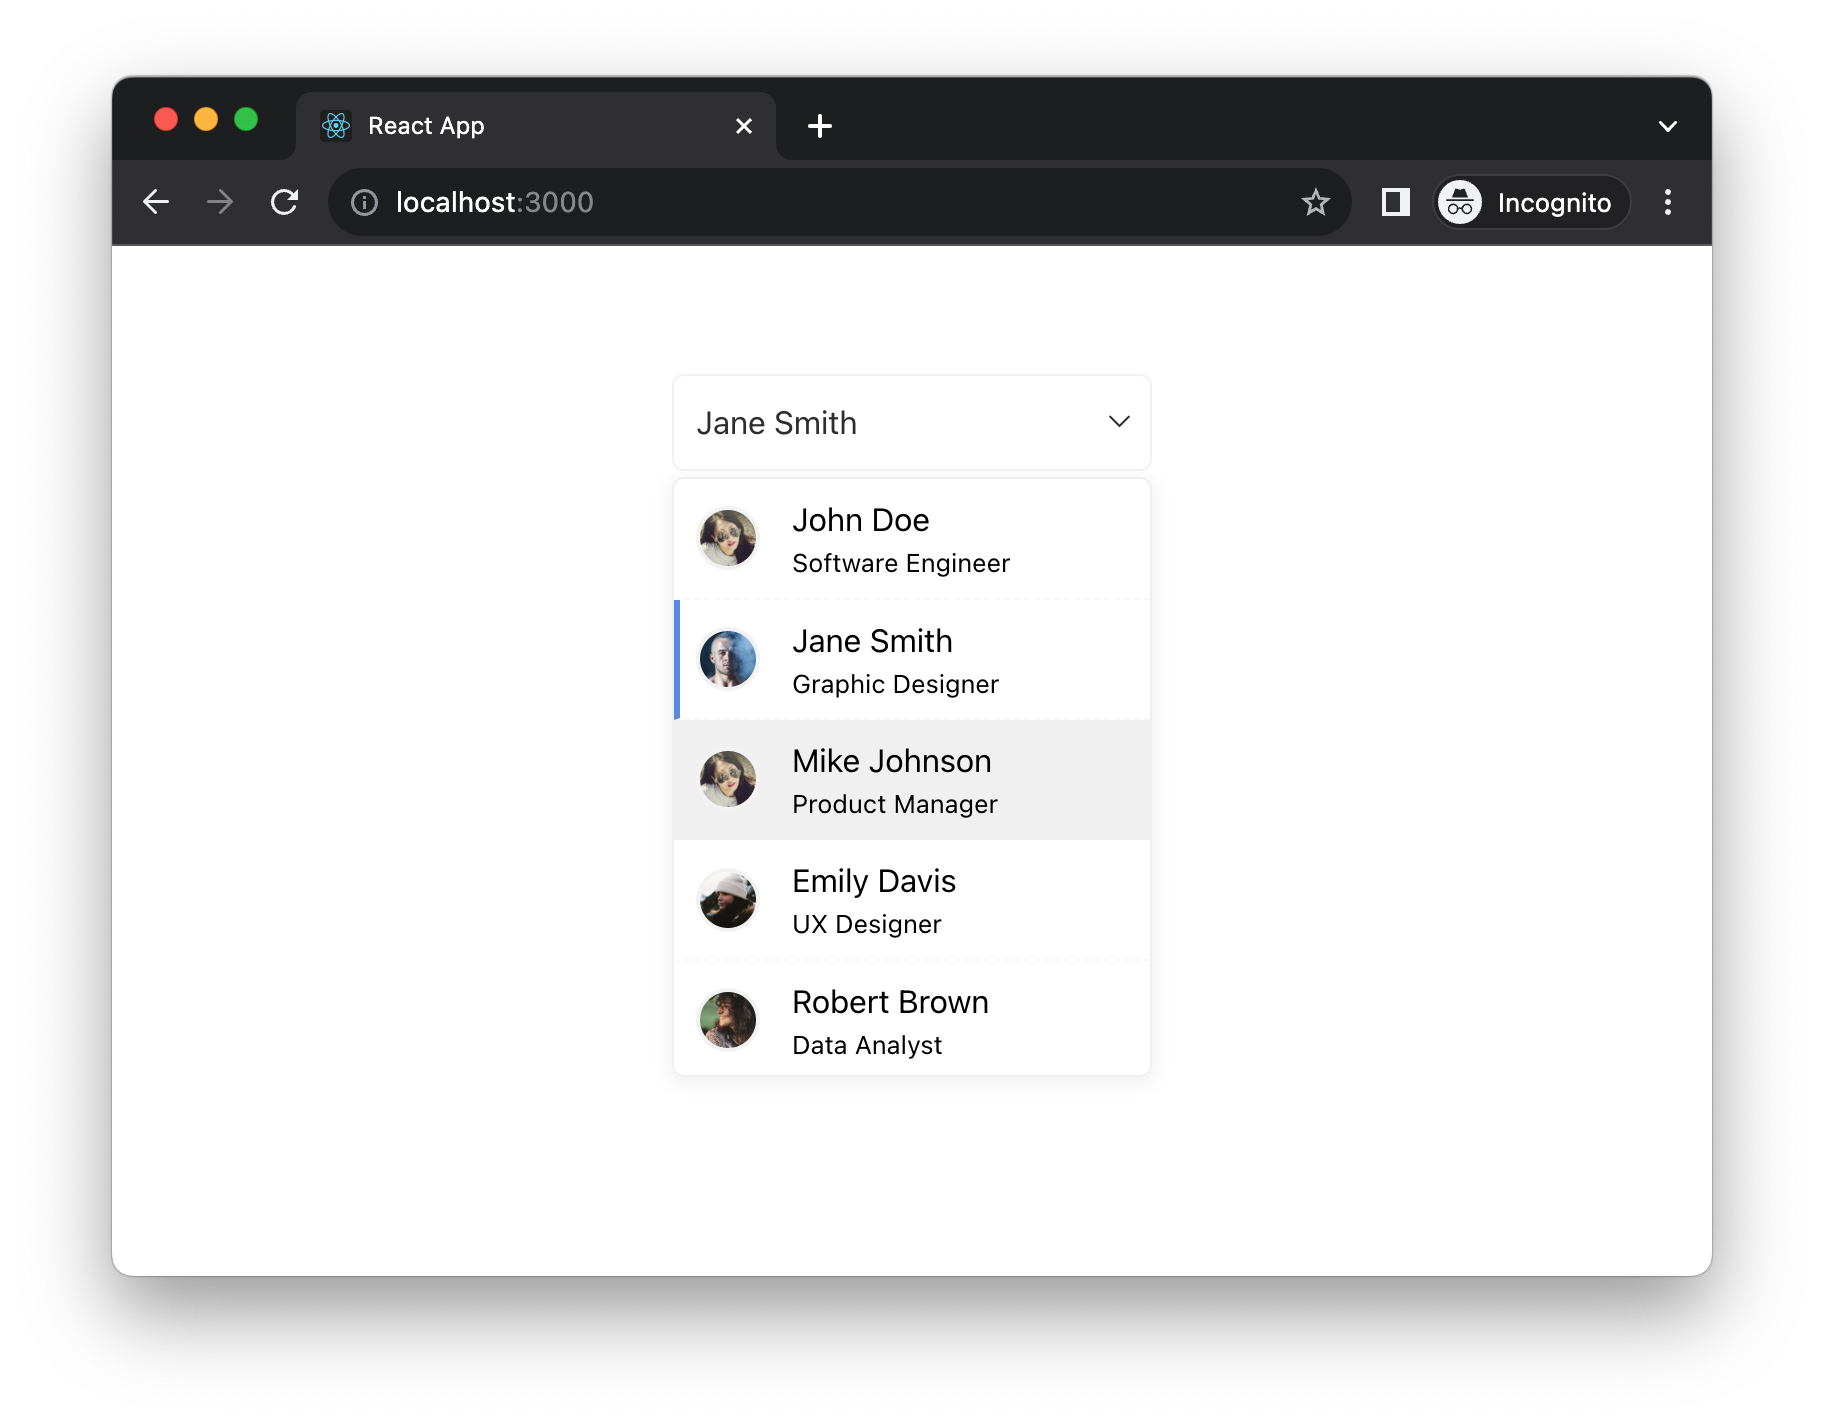 React App
localhost:3000
Incognito
Jane Smith
John Doe
Software Engineer
Jane Smith
Graphic Designer
Mike Johnson
Product Manager
Emily Davis
UX Designer
Robert Brown
Data Analyst